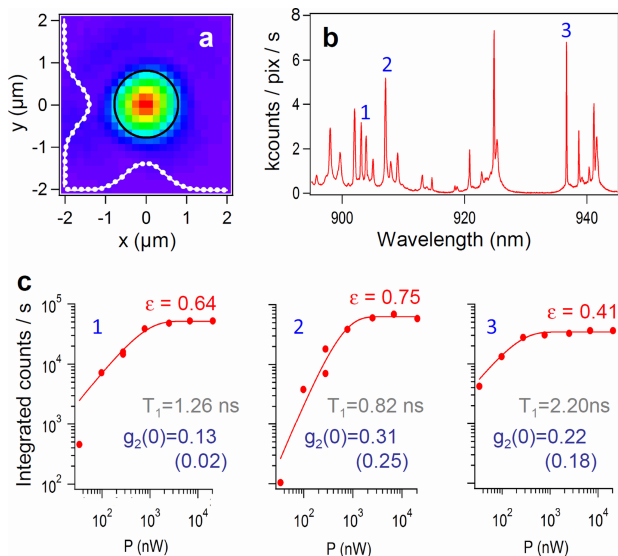 a
y (µm)
2
1
0
-1
-2
-2 -1 0 1 2
x (µm)
b
kcounts / pix / s
8
6
4
2
0
1
2
3
900 920 940
Wavelength (nm)
c
Integrated counts / s
10^5
10^4
10^3
10^2
1
ε = 0.64
T₁=1.26 ns
g₂(0)=0.13
(0.02)
10^2 10^3 10^4
P (nW)
2
ε = 0.75
T₁=0.82 ns
g₂(0)=0.31
(0.25)
10^2 10^3 10^4
P (nW)
3
ε = 0.41
T₁=2.20ns
g₂(0)=0.22
(0.18)
10^2 10^3 10^4
P (nW)